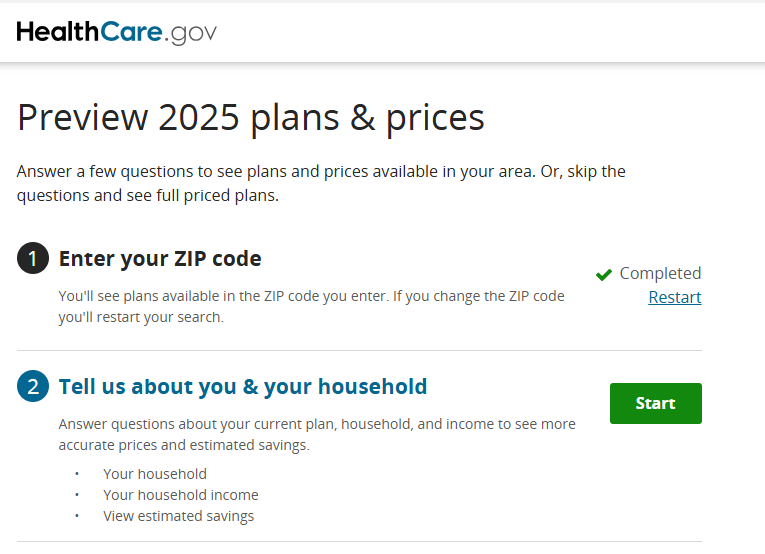 HealthCare.gov
Preview 2025 plans & prices
Answer a few questions to see plans and prices available in your area. Or, skip the
questions and see full priced plans.
1 Enter your ZIP code
Completed
Restart
You'll see plans available in the ZIP code you enter. If you change the ZIP code
you'll restart your search.
2 Tell us about you & your household
Start
Answer questions about your current plan, household, and income to see more
accurate prices and estimated savings.
• Your household
• Your household income
• View estimated savings